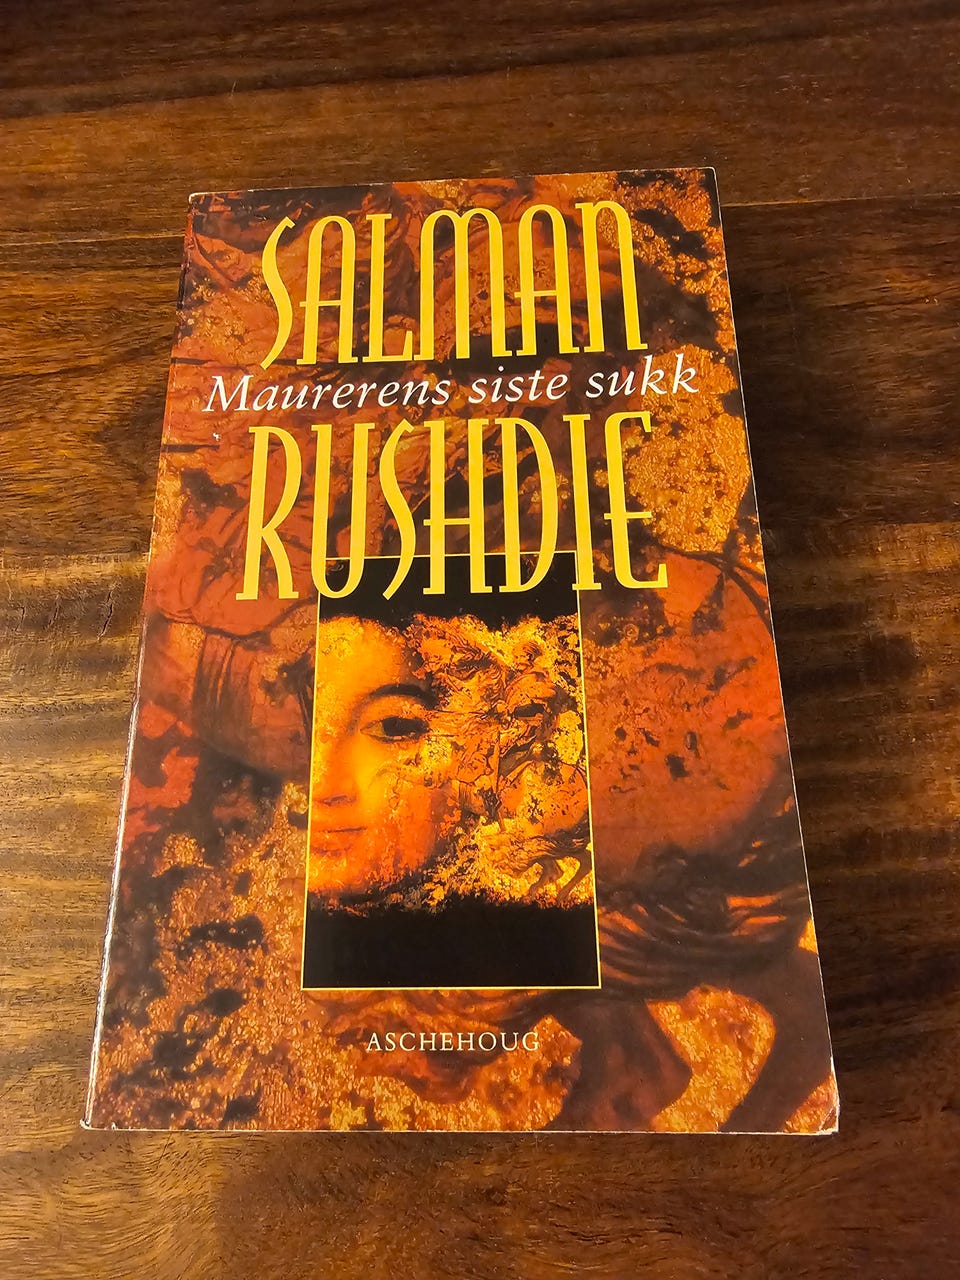 SALMAN
Maurerens siste sukk
RUSHDIE
ASCHEHOUG